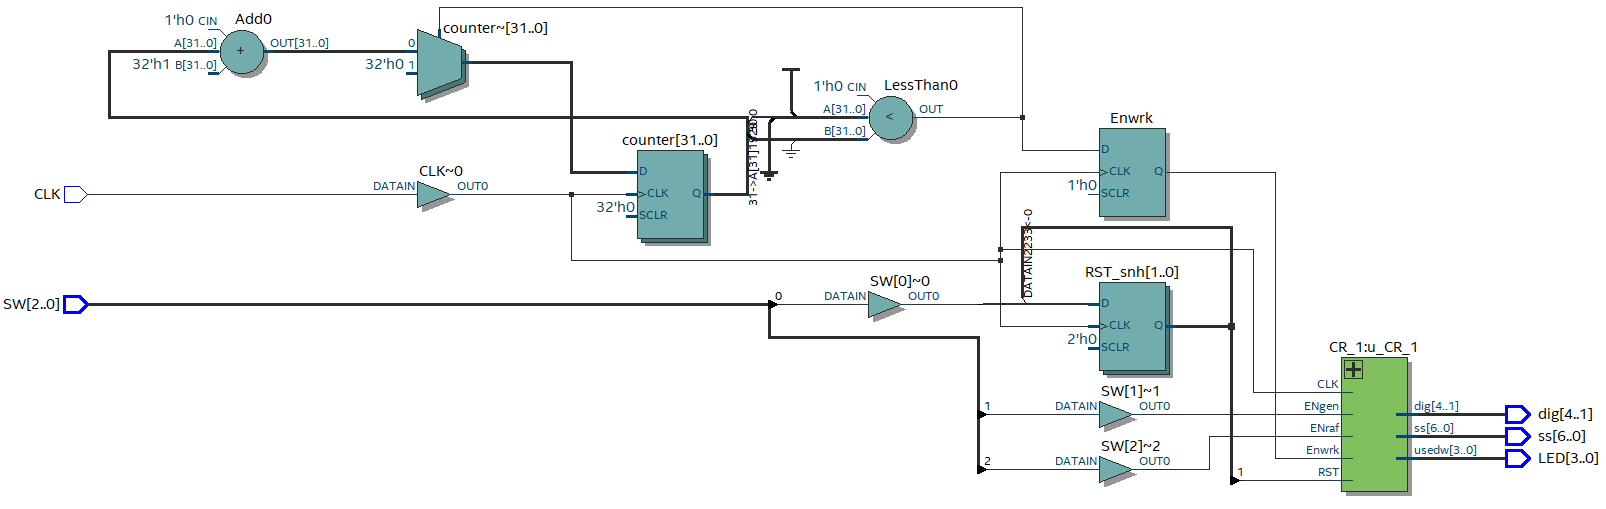 1'h0 CIN
Add0
A[31..0]
OUT[31..0]
32'h1 B[31..0]
+
counter~[31..0]
0
32'h0 1
1'h0 CIN
LessThan0
A[31..0]
OUT
B[31..0]
<
counter[31..0]
D
CLK
Q
32'h0
SCLR
Enwrk
D
CLK
Q
1'h0
SCLR
CLK
CLK~0
DATAIN
OUT0
RST_snh[1..0]
D
CLK
Q
2'h0
SCLR
SW[2..0]
0
SW[0]~0
DATAIN
OUT0
1
SW[1]~1
DATAIN
OUT0
2
SW[2]~2
DATAIN
OUT0
1
CR_1:u_CR_1
CLK
ENgen
ENraf
Enwrk
RST
dig[4..1]
ss[6..0]
usedw[3..0]
dig[4..1]
ss[6..0]
LED[3..0]